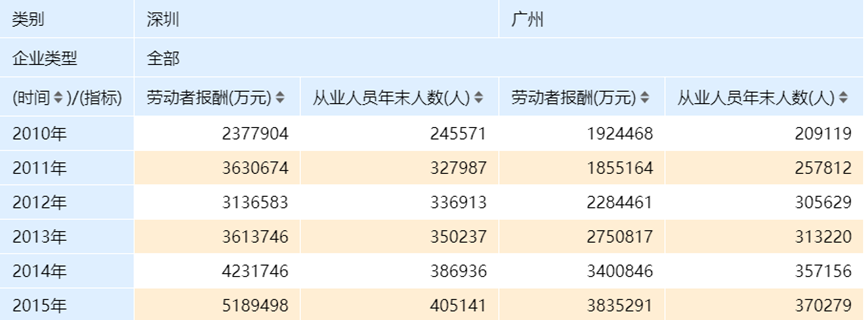 类别 深圳 广州
企业类型 全部
(时间)/(指标) 劳动者报酬(万元) 从业人员年末人数(人) 劳动者报酬(万元) 从业人员年末人数(人)
2010年 2377904 245571 1924468 209119
2011年 3630674 327987 1855164 257812
2012年 3136583 336913 2284461 305629
2013年 3613746 350237 2750817 313220
2014年 4231746 386936 3400846 357156
2015年 5189498 405141 3835291 370279